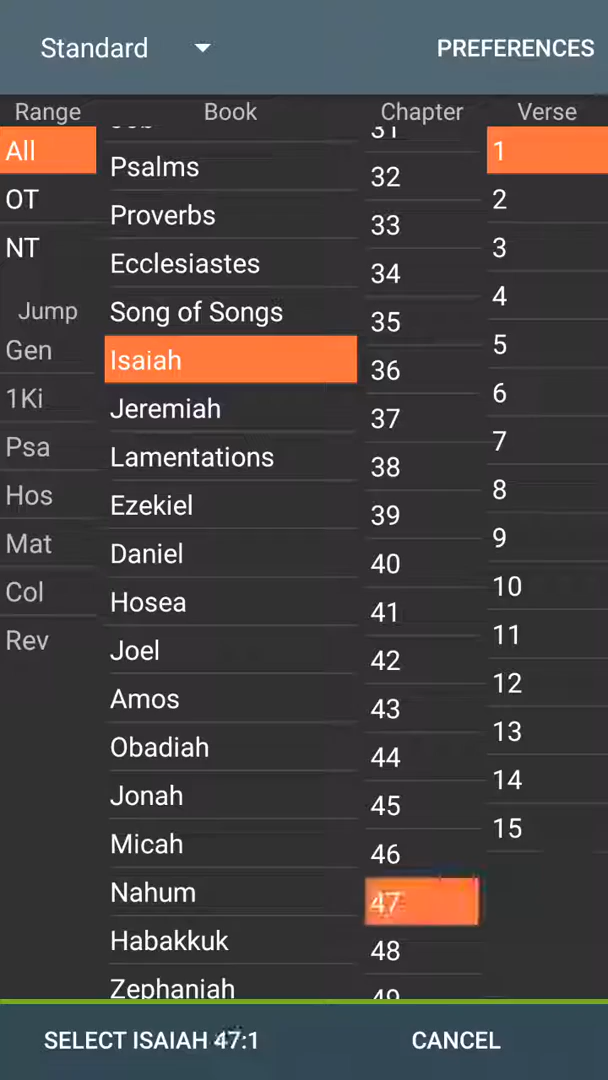 Standard
PREFERENCES
Range
Book
Chapter
Verse
All
OT
NT
Jump
Gen
1Ki
Psa
Hos
Mat
Col
Rev
Job
Psalms
Proverbs
Ecclesiastes
Song of Songs
Isaiah
Jeremiah
Lamentations
Ezekiel
Daniel
Hosea
Joel
Amos
Obadiah
Jonah
Micah
Nahum
Habakkuk
Zephaniah
31
32
33
34
35
36
37
38
39
40
41
42
43
44
45
46
47
48
49
1
2
3
4
5
6
7
8
9
10
11
12
13
14
15
SELECT ISAIAH 47:1
CANCEL